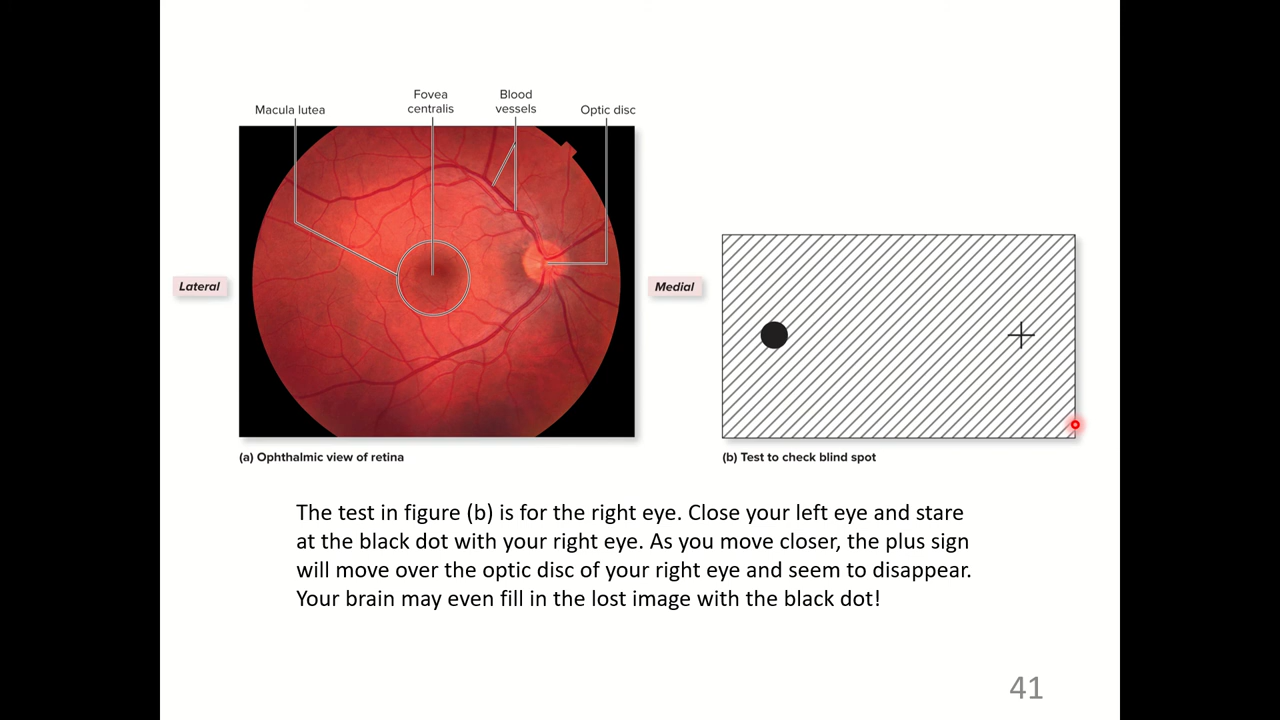 Macula lutea
Fovea
centralis
Blood
vessels
Optic disc
Lateral
Medial
(a) Ophthalmic view of retina
(b) Test to check blind spot
The test in figure (b) is for the right eye. Close your left eye and stare
at the black dot with your right eye. As you move closer, the plus sign
will move over the optic disc of your right eye and seem to disappear.
Your brain may even fill in the lost image with the black dot!
41